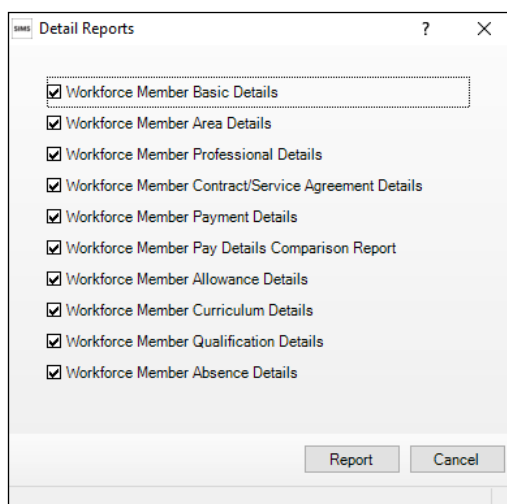 SIMS Detail Reports ?
Workforce Member Basic Details
Workforce Member Area Details
Workforce Member Professional Details
Workforce Member Contract/Service Agreement Details
Workforce Member Payment Details
Workforce Member Pay Details Comparison Report
Workforce Member Allowance Details
Workforce Member Curriculum Details
Workforce Member Qualification Details
Workforce Member Absence Details
Report Cancel